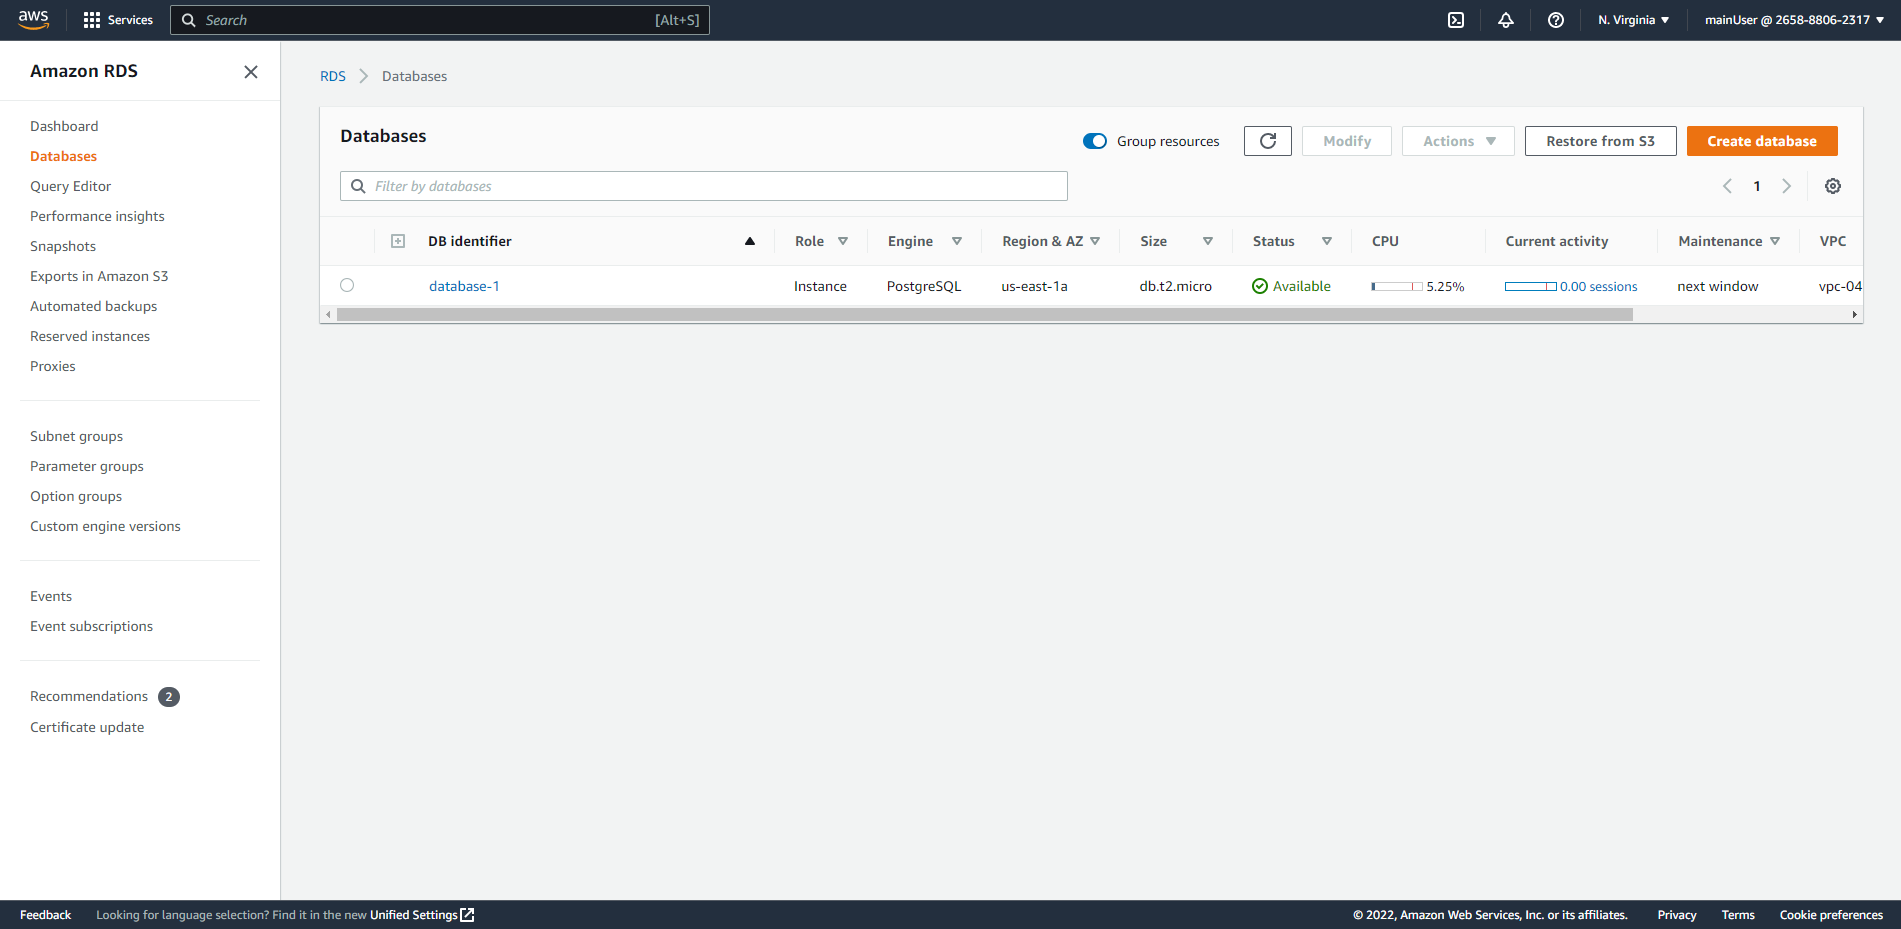 aws
Services
Search
[Alt+S]
N. Virginia
mainUser @ 2658-8806-2317
Amazon RDS
Dashboard
Databases
Query Editor
Performance insights
Snapshots
Exports in Amazon S3
Automated backups
Reserved instances
Proxies
Subnet groups
Parameter groups
Option groups
Custom engine versions
Events
Event subscriptions
Recommendations 2
Certificate update
RDS
Databases
Databases
Group resources
Modify
Actions
Restore from S3
Create database
Filter by databases
1
DB identifier Role Engine Region & AZ Size Status CPU Current activity Maintenance VPC
database-1 Instance PostgreSQL us-east-1a db.t2.micro Available 5.25% 0.00 sessions next window vpc-04
Feedback
Looking for language selection? Find it in the new Unified Settings
© 2022, Amazon Web Services, Inc. or its affiliates.
Privacy
Terms
Cookie preferences